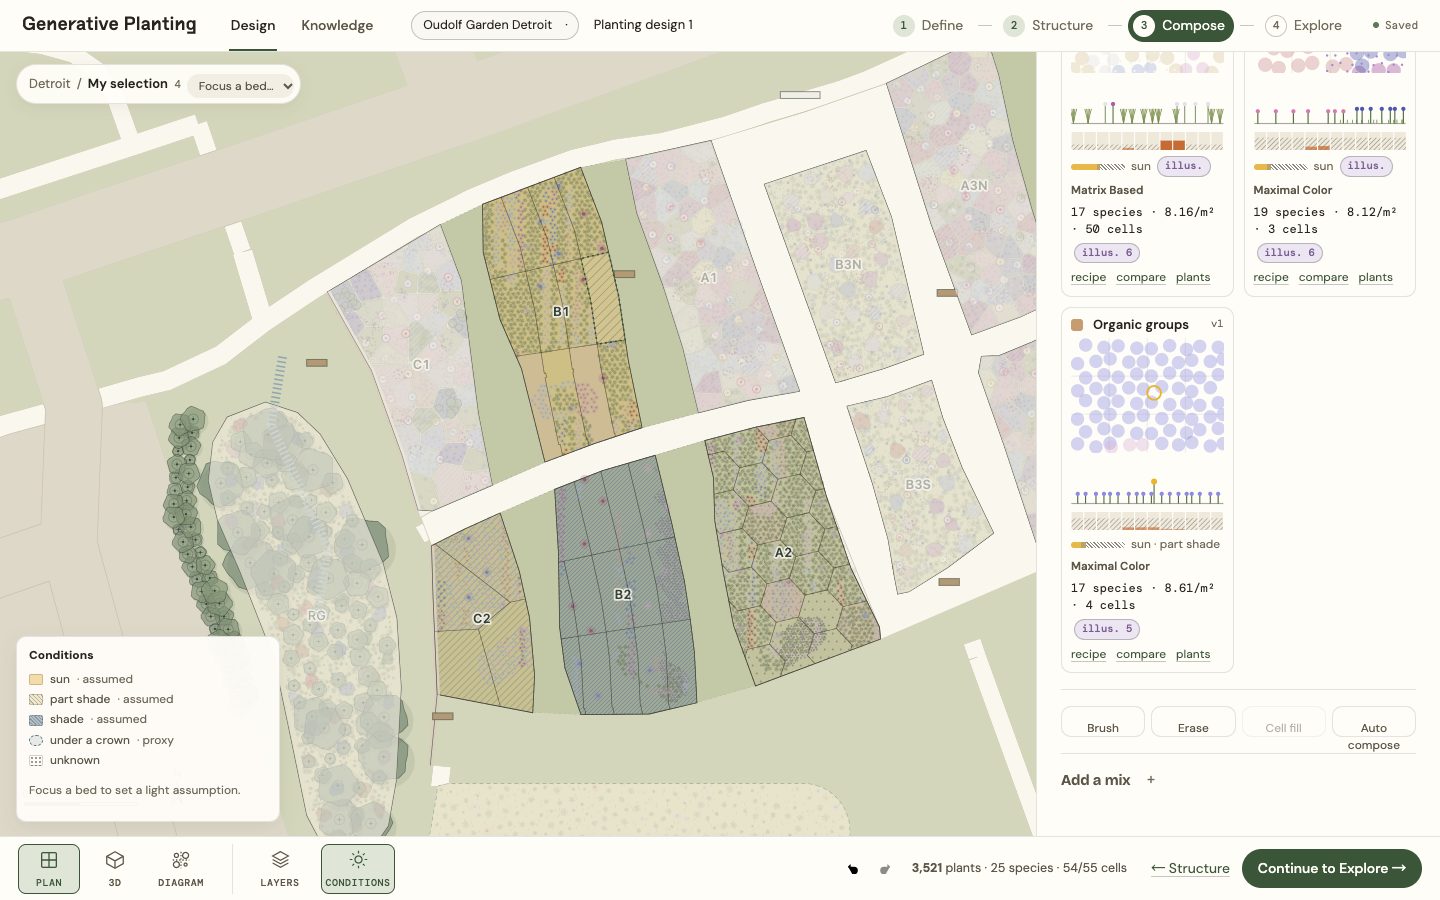 Generative Planting
Design
Knowledge
Oudolf Garden Detroit ·
Planting design 1
1 Define
2 Structure
3 Compose
4 Explore
Saved
Detroit / My selection 4
Focus a bed…
A3N
B3N
A1
B1
C1
B3S
A2
B2
C2
RG
Conditions
sun · assumed
part shade · assumed
shade · assumed
under a crown · proxy
unknown
Focus a bed to set a light assumption.
sun illus.
Matrix Based
17 species · 8.16/m²
· 50 cells
illus. 6
recipe compare plants
sun illus.
Maximal Color
19 species · 8.12/m²
· 3 cells
illus. 6
recipe compare plants
Organic groups v1
sun · part shade
Maximal Color
17 species · 8.61/m²
· 4 cells
illus. 5
recipe compare plants
Brush
Erase
Cell fill
Auto
compose
Add a mix +
PLAN
3D
DIAGRAM
LAYERS
CONDITIONS
3,521 plants · 25 species · 54/55 cells
← Structure
Continue to Explore →